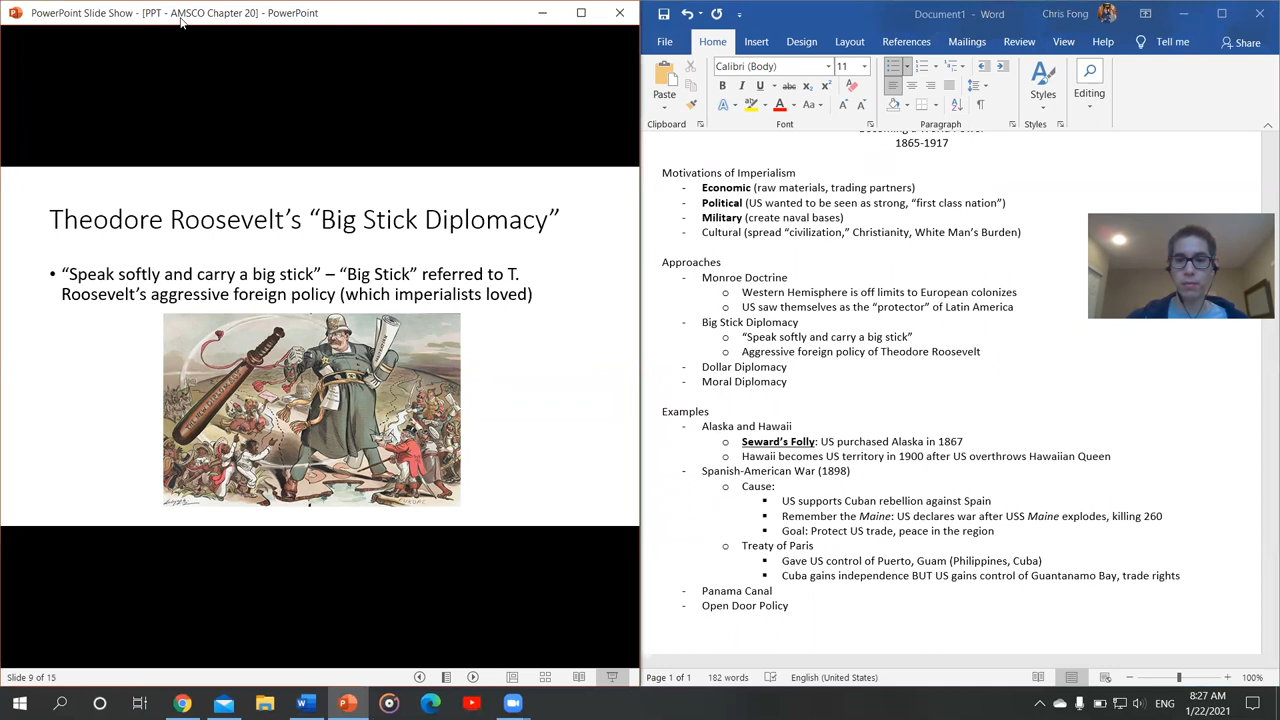 PowerPoint Slide Show - [PPT - AMSCO Chapter 20] - PowerPoint
Theodore Roosevelt’s “Big Stick Diplomacy”
• “Speak softly and carry a big stick” – “Big Stick” referred to T.
Roosevelt’s aggressive foreign policy (which imperialists loved)
EUROPE
Slide 9 of 15
Document1 - Word
Chris Fong
File Home Insert Design Layout References Mailings Review View Help Tell me Share
Calibri (Body) 11
Paste
Styles
Editing
Clipboard Font Paragraph Styles
Becoming a World Power
1865-1917
Motivations of Imperialism
- Economic (raw materials, trading partners)
- Political (US wanted to be seen as strong, “first class nation”)
- Military (create naval bases)
- Cultural (spread “civilization,” Christianity, White Man’s Burden)
Approaches
- Monroe Doctrine
o Western Hemisphere is off limits to European colonizes
o US saw themselves as the “protector” of Latin America
- Big Stick Diplomacy
o “Speak softly and carry a big stick”
o Aggressive foreign policy of Theodore Roosevelt
- Dollar Diplomacy
- Moral Diplomacy
Examples
- Alaska and Hawaii
o Seward’s Folly: US purchased Alaska in 1867
o Hawaii becomes US territory in 1900 after US overthrows Hawaiian Queen
- Spanish-American War (1898)
o Cause:
▪ US supports Cuban rebellion against Spain
▪ Remember the Maine: US declares war after USS Maine explodes, killing 260
▪ Goal: Protect US trade, peace in the region
o Treaty of Paris
▪ Gave US control of Puerto, Guam (Philippines, Cuba)
▪ Cuba gains independence BUT US gains control of Guantanamo Bay, trade rights
- Panama Canal
- Open Door Policy
Page 1 of 1 182 words English (United States) 100%
ENG
8:27 AM
1/22/2021